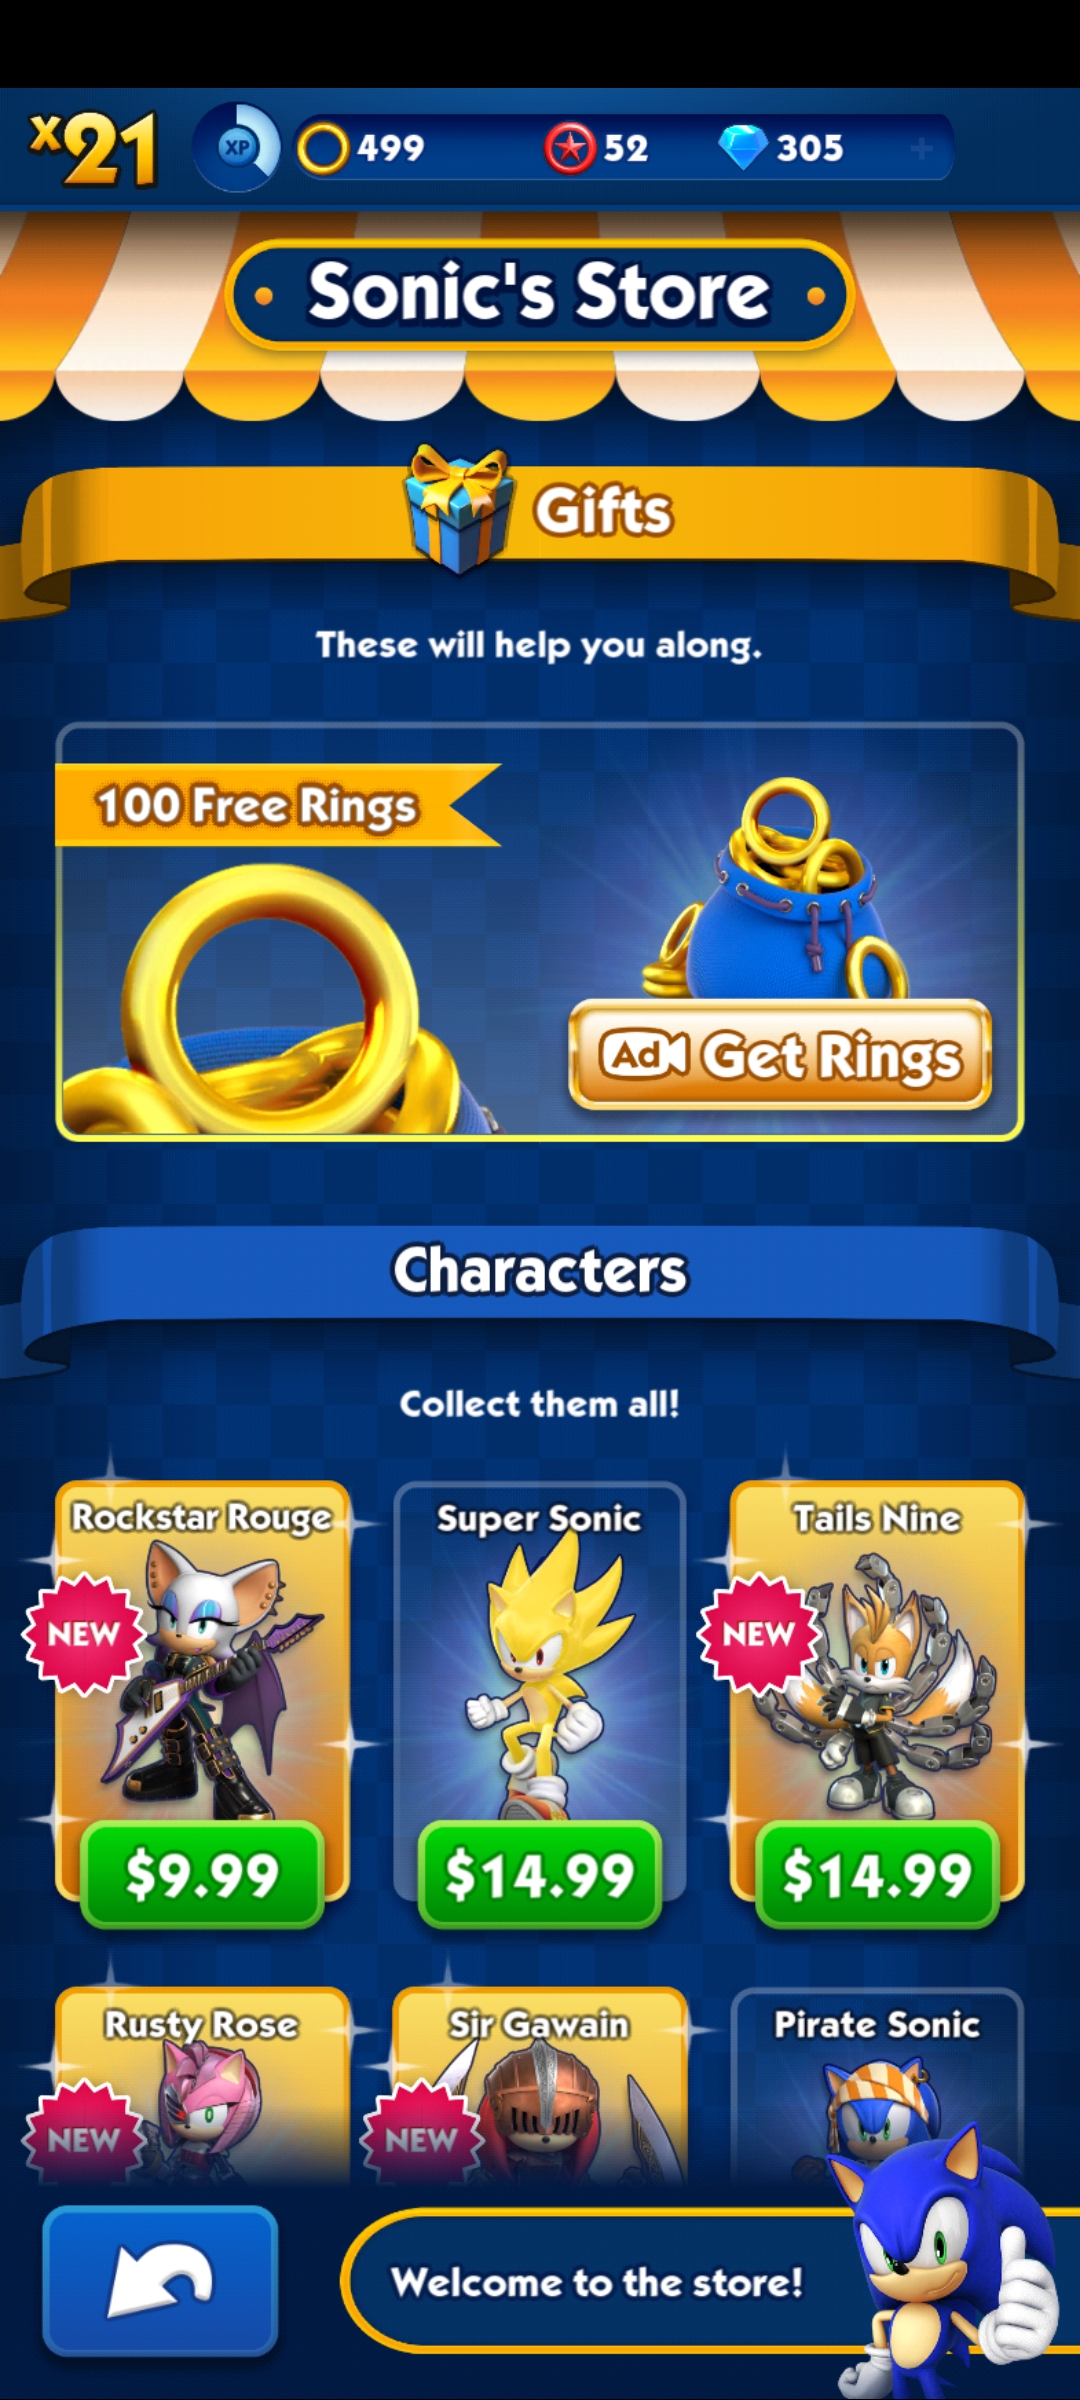 x21
XP
499
52
305
Sonic's Store
Gifts
These will help you along.
100 Free Rings
Ad Get Rings
Characters
Collect them all!
Rockstar Rouge
Super Sonic
Tails Nine
NEW
NEW
$9.99
$14.99
$14.99
Rusty Rose
Sir Gawain
Pirate Sonic
NEW
NEW
Welcome to the store!